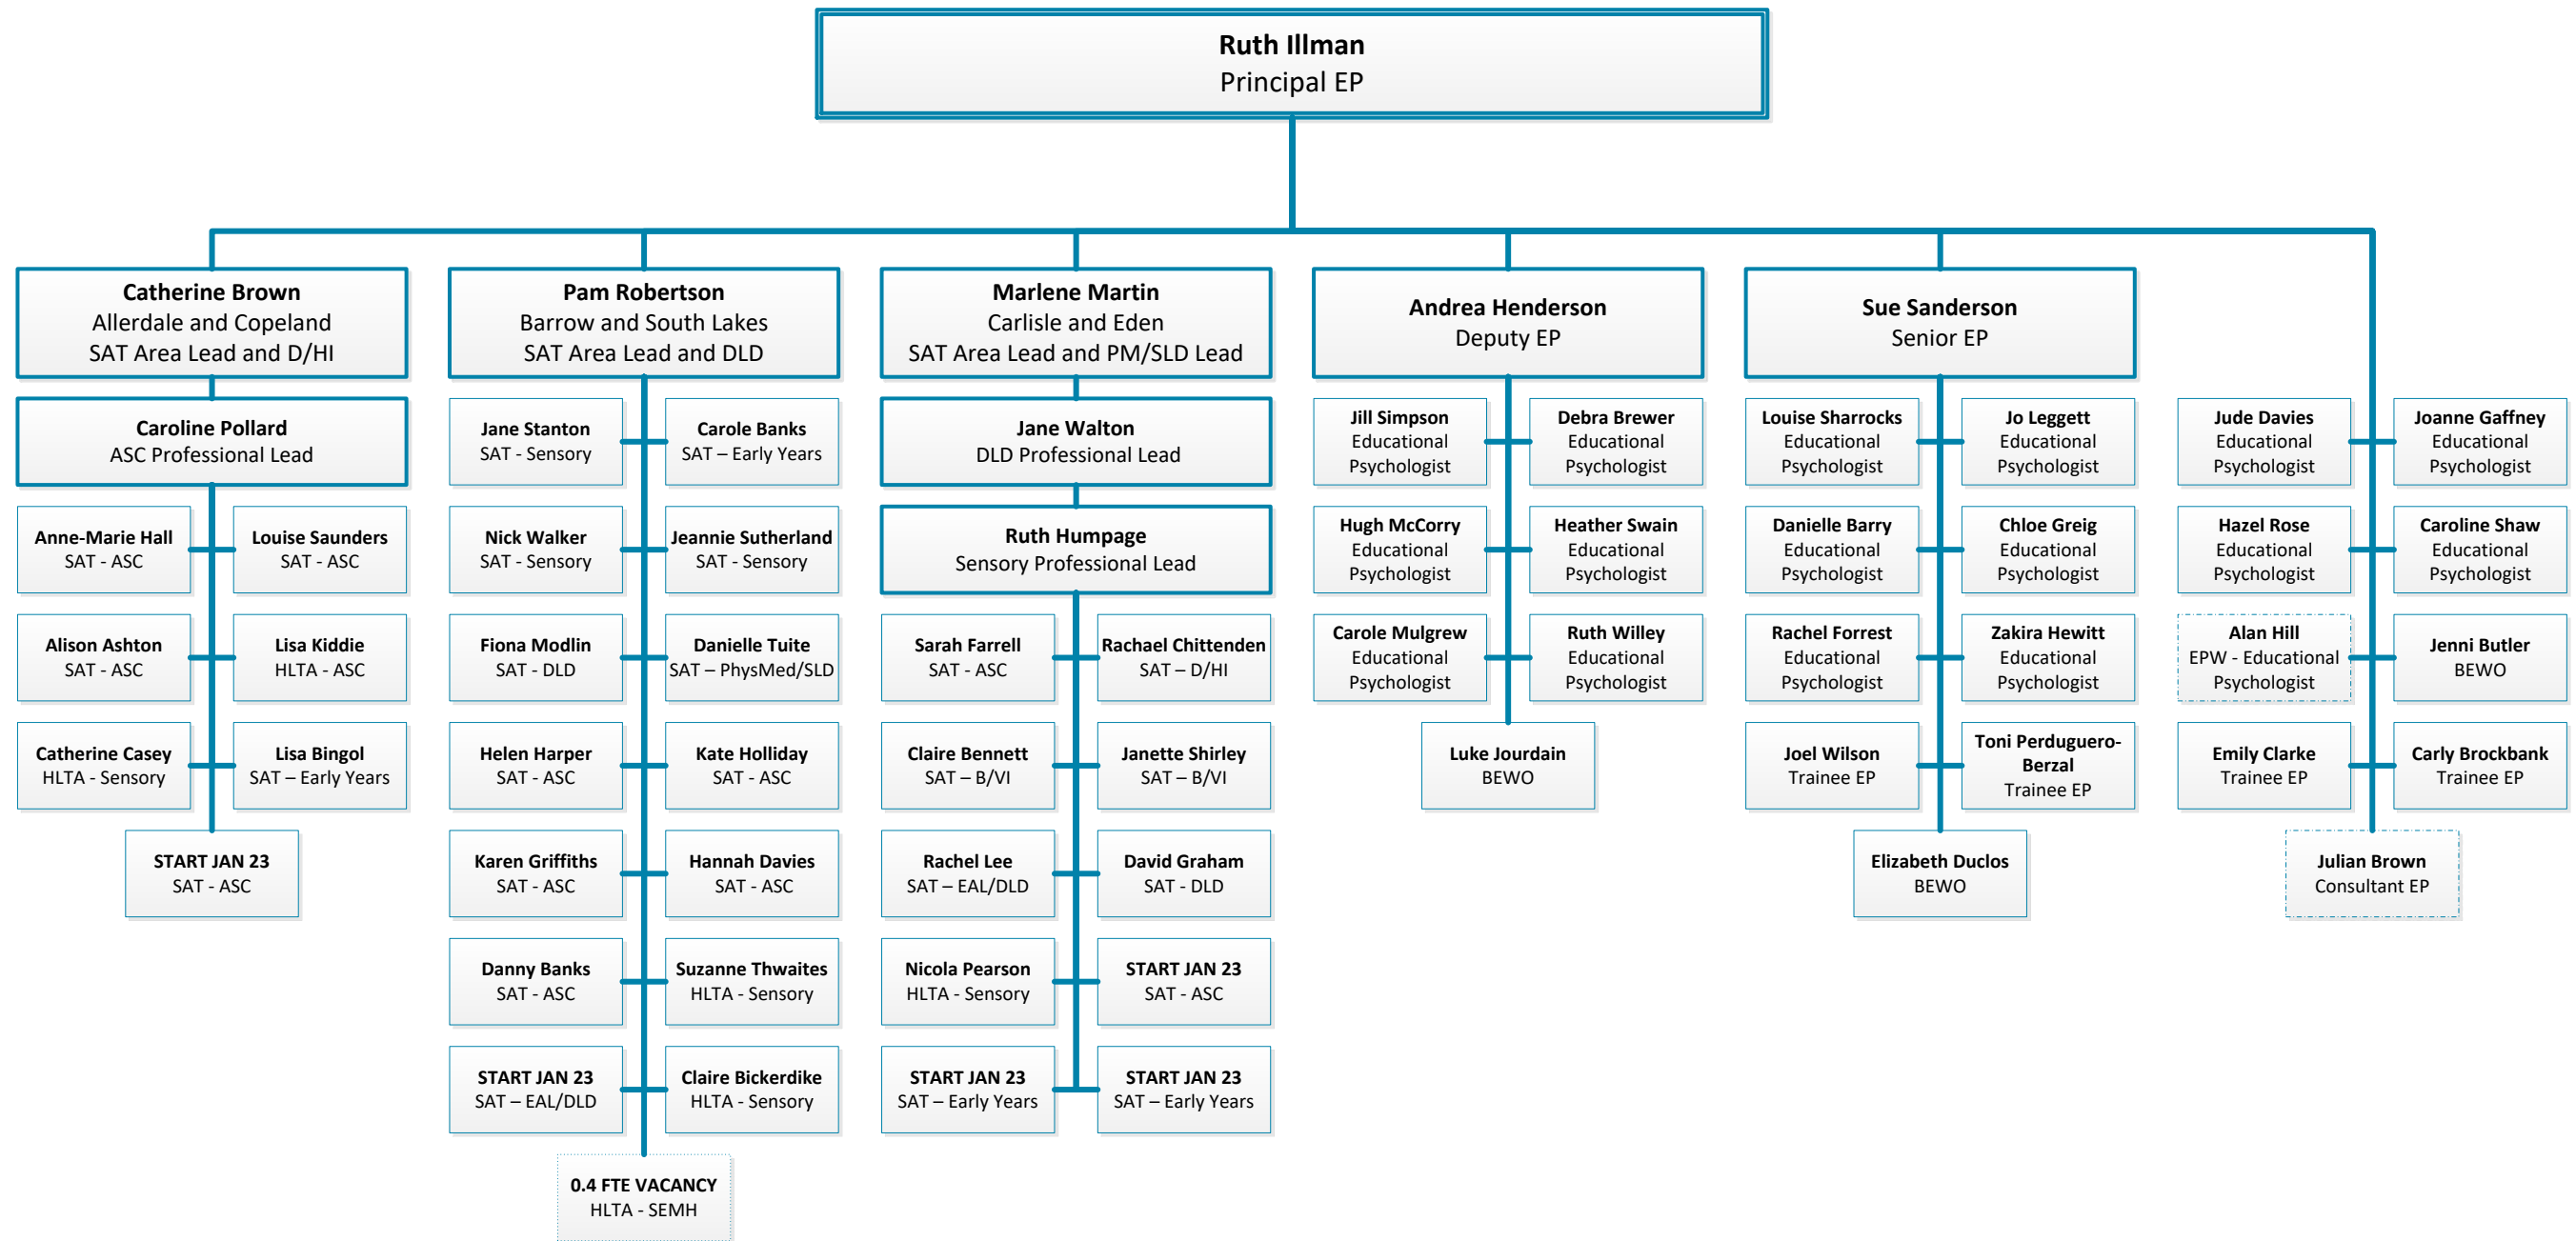 Ruth Illman
Principal EP
Catherine Brown
Allerdale and Copeland
SAT Area Lead and D/HI
Caroline Pollard
ASC Professional Lead
Anne-Marie Hall
SAT - ASC
Louise Saunders
SAT - ASC
Alison Ashton
SAT - ASC
Lisa Kiddie
HLTA - ASC
Catherine Casey
HLTA - Sensory
Lisa Bingol
SAT – Early Years
START JAN 23
SAT - ASC
Pam Robertson
Barrow and South Lakes
SAT Area Lead and DLD
Jane Stanton
SAT - Sensory
Carole Banks
SAT – Early Years
Nick Walker
SAT - Sensory
Jeannie Sutherland
SAT - Sensory
Fiona Modlin
SAT - DLD
Danielle Tuite
SAT – PhysMed/SLD
Helen Harper
SAT - ASC
Kate Holliday
SAT - ASC
Karen Griffiths
SAT - ASC
Hannah Davies
SAT - ASC
Danny Banks
SAT - ASC
Suzanne Thwaites
HLTA - Sensory
START JAN 23
SAT – EAL/DLD
Claire Bickerdike
HLTA - Sensory
0.4 FTE VACANCY
HLTA - SEMH
Marlene Martin
Carlisle and Eden
SAT Area Lead and PM/SLD Lead
Jane Walton
DLD Professional Lead
Ruth Humpage
Sensory Professional Lead
Sarah Farrell
SAT - ASC
Rachael Chittenden
SAT – D/HI
Claire Bennett
SAT – B/VI
Janette Shirley
SAT – B/VI
Rachel Lee
SAT – EAL/DLD
David Graham
SAT - DLD
Nicola Pearson
HLTA - Sensory
START JAN 23
SAT - ASC
START JAN 23
SAT – Early Years
START JAN 23
SAT – Early Years
Andrea Henderson
Deputy EP
Jill Simpson
Educational
Psychologist
Debra Brewer
Educational
Psychologist
Hugh McCorry
Educational
Psychologist
Heather Swain
Educational
Psychologist
Carole Mulgrew
Educational
Psychologist
Ruth Willey
Educational
Psychologist
Luke Jourdain
BEWO
Sue Sanderson
Senior EP
Louise Sharrocks
Educational
Psychologist
Jo Leggett
Educational
Psychologist
Danielle Barry
Educational
Psychologist
Chloe Greig
Educational
Psychologist
Rachel Forrest
Educational
Psychologist
Zakira Hewitt
Educational
Psychologist
Joel Wilson
Trainee EP
Toni Perduguero-
Berzal
Trainee EP
Elizabeth Duclos
BEWO
Jude Davies
Educational
Psychologist
Joanne Gaffney
Educational
Psychologist
Hazel Rose
Educational
Psychologist
Caroline Shaw
Educational
Psychologist
Alan Hill
EPW - Educational
Psychologist
Jenni Butler
BEWO
Emily Clarke
Trainee EP
Carly Brockbank
Trainee EP
Julian Brown
Consultant EP